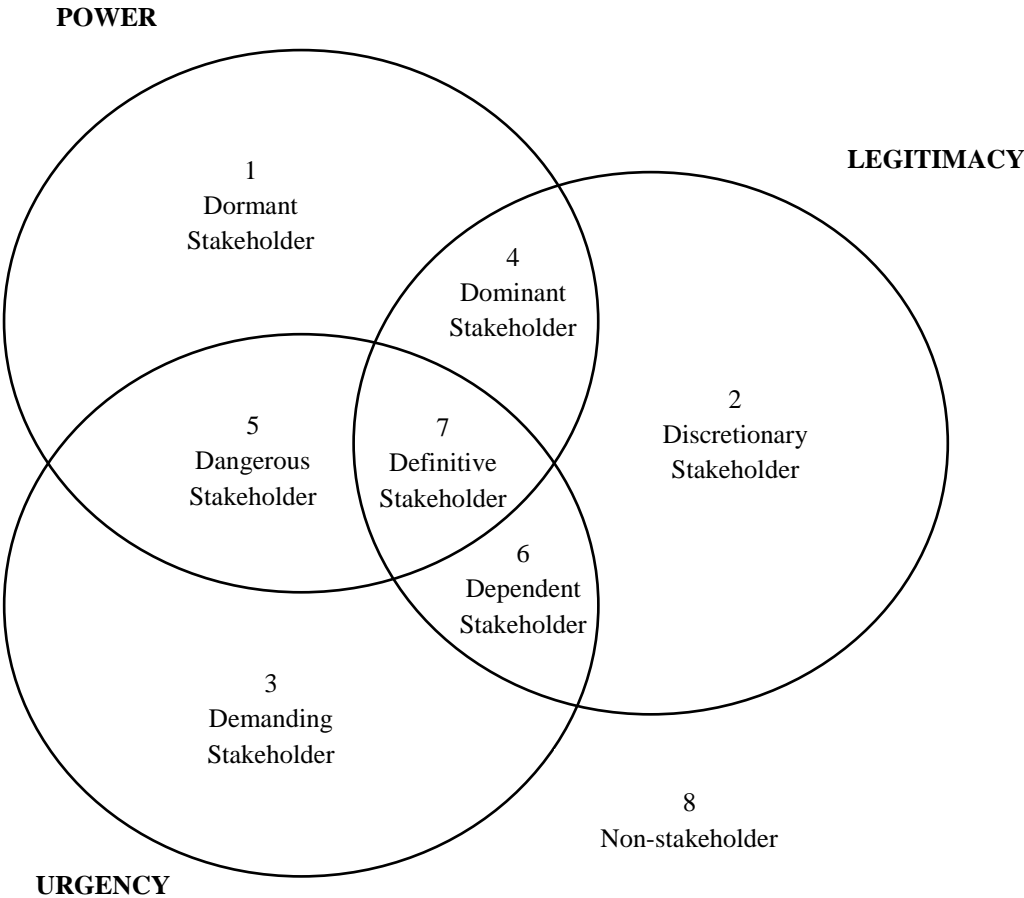 POWER
LEGITIMACY
1
Dormant
Stakeholder
4
Dominant
Stakeholder
2
Discretionary
Stakeholder
5
Dangerous
Stakeholder
7
Definitive
Stakeholder
6
Dependent
Stakeholder
3
Demanding
Stakeholder
8
Non-stakeholder
URGENCY